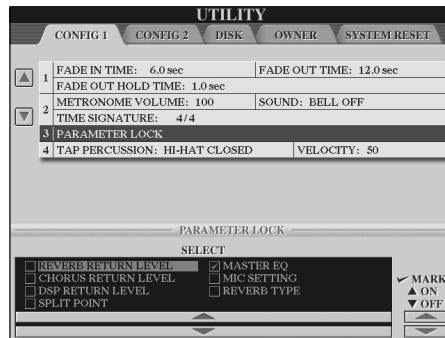 UTILITY
CONFIG 1 CONFIG 2 DISK OWNER SYSTEM RESET
1 FADE IN TIME: 6.0 sec FADE OUT TIME: 12.0 sec
FADE OUT HOLD TIME: 1.0 sec
2 METRONOME VOLUME: 100 SOUND: BELL OFF
TIME SIGNATURE: 4/4
3 PARAMETER LOCK
4 TAP PERCUSSION: HI-HAT CLOSED VELOCITY: 50
PARAMETER LOCK
SELECT
REVERB RETURN LEVEL MASTER EQ
CHORUS RETURN LEVEL MIC SETTING
DSP RETURN LEVEL REVERB TYPE
SPLIT POINT
MARK
▲ ON
▼ OFF